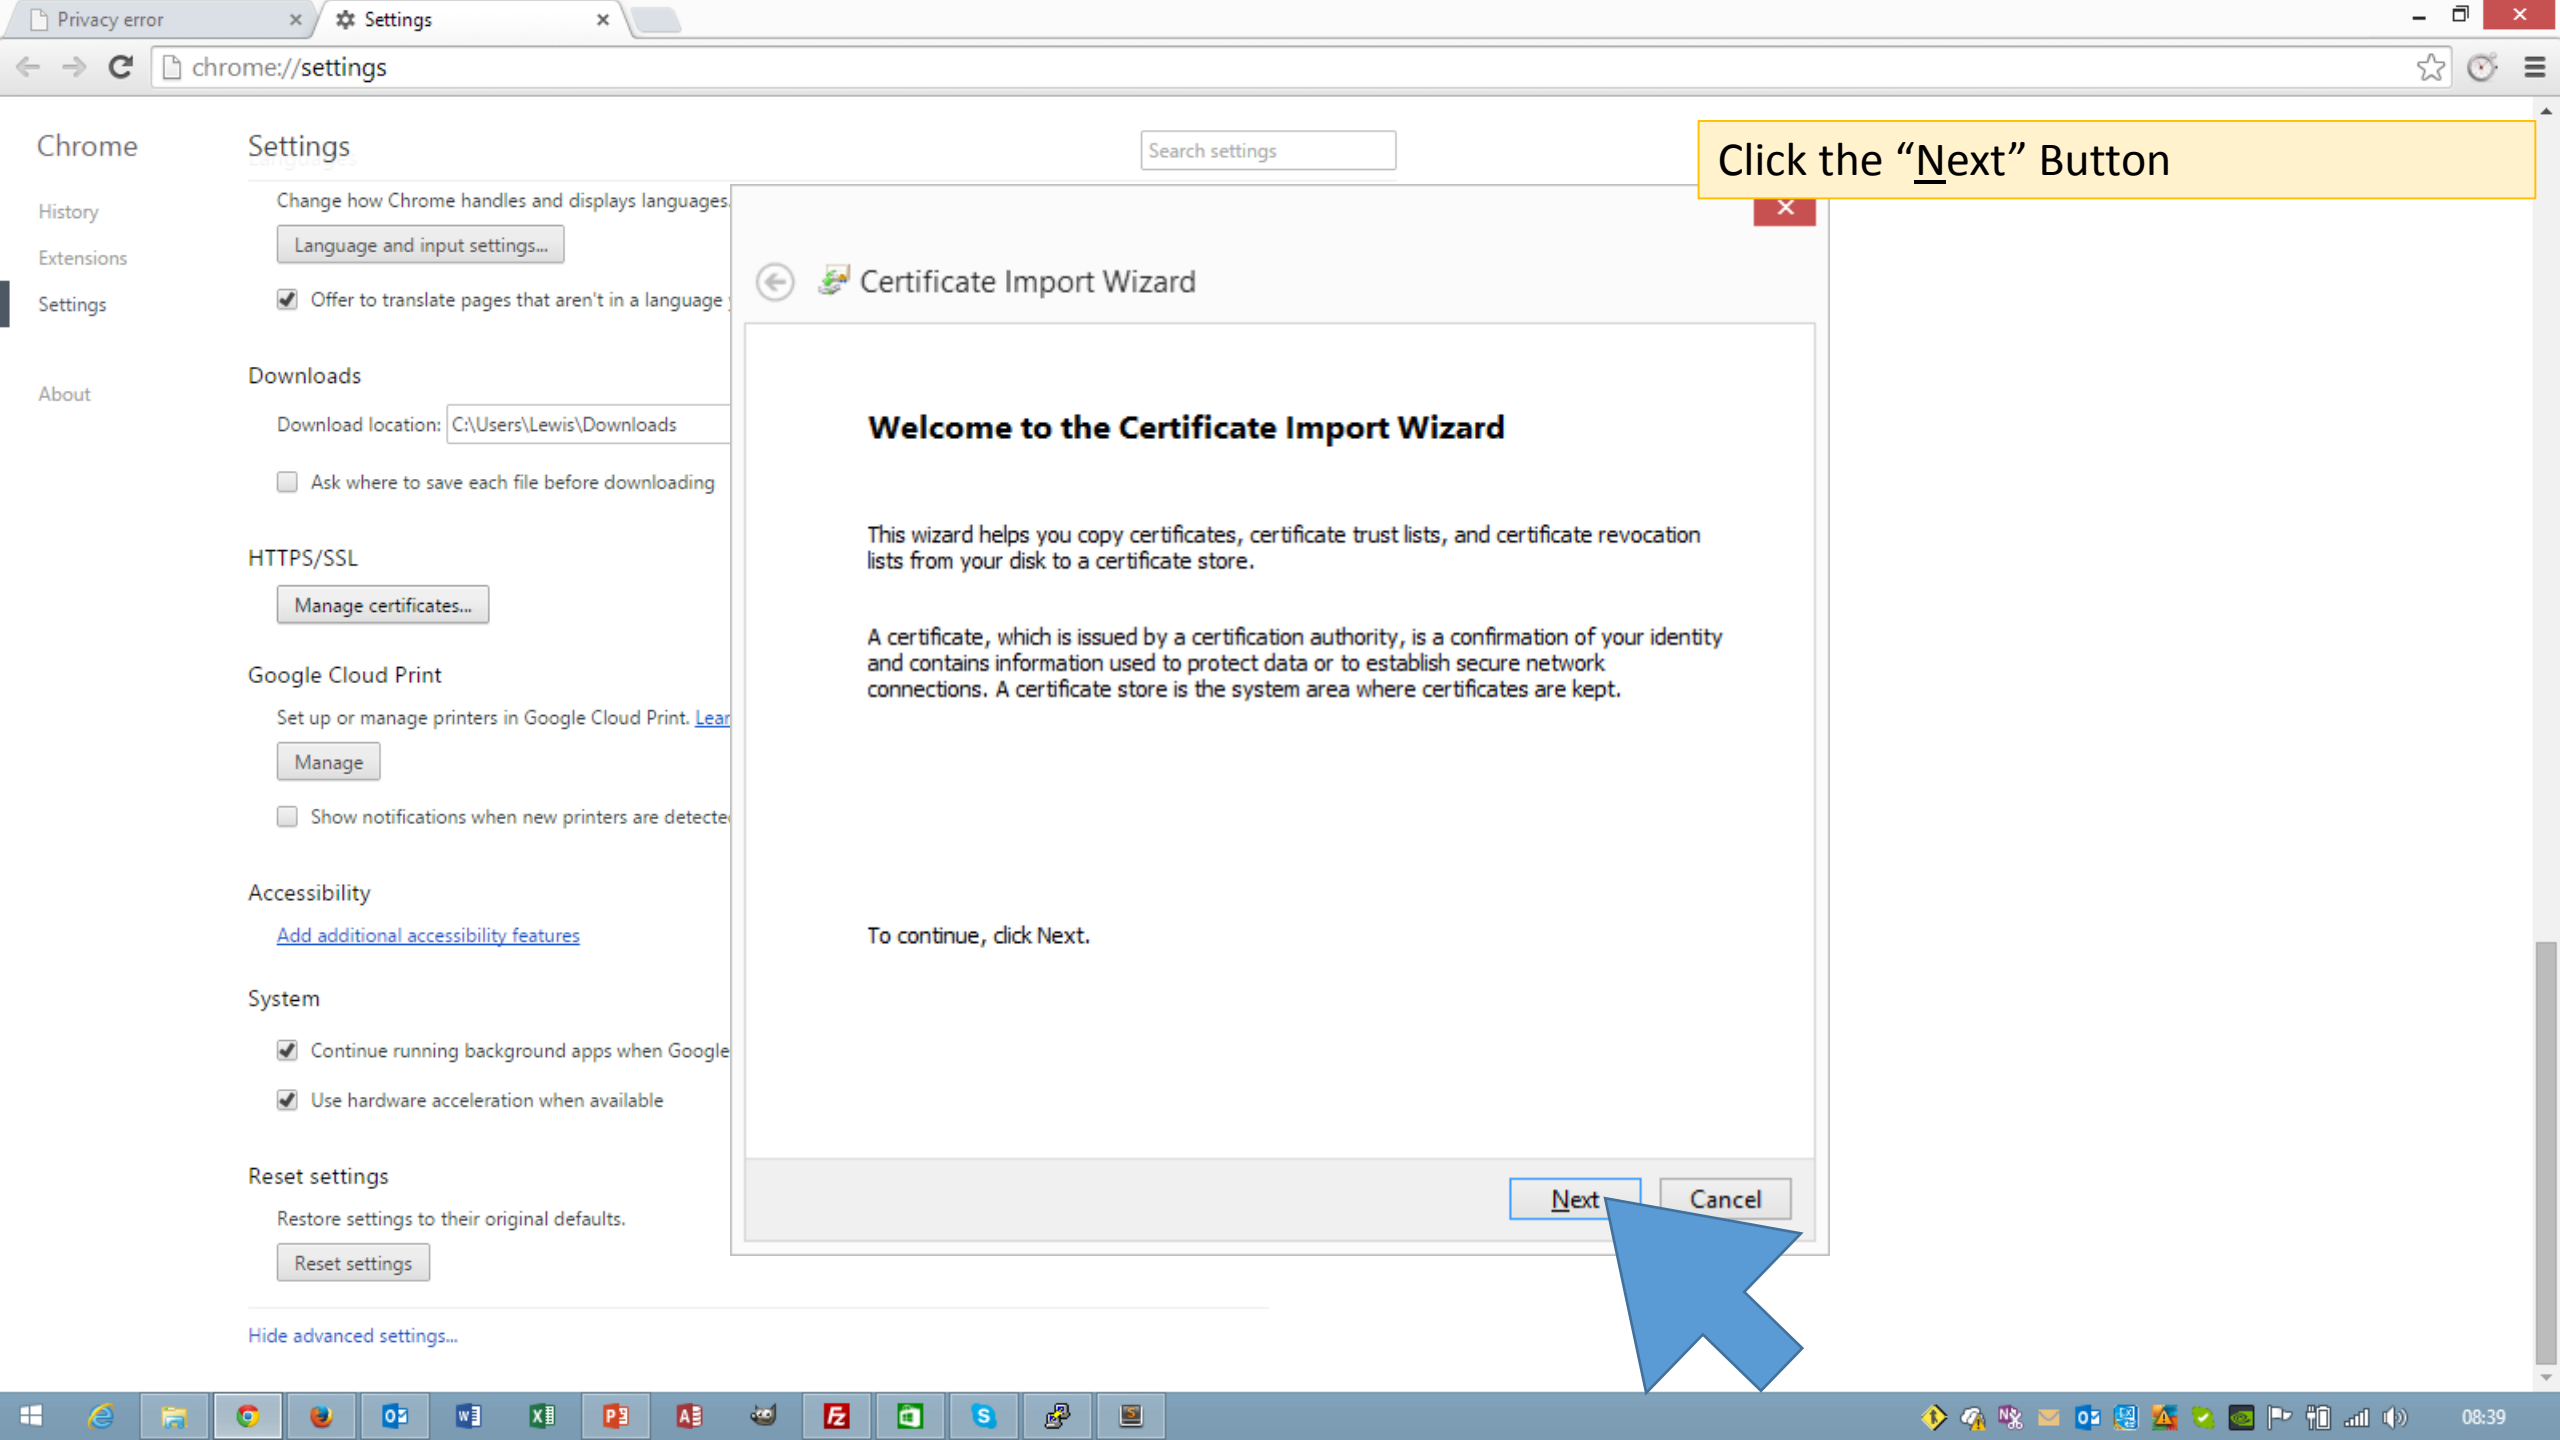 Privacy error
Settings
chrome://settings
Chrome
Settings
Search settings
Click the “Next” Button
History
Extensions
Settings
About
Change how Chrome handles and displays languages.
Language and input settings...
Offer to translate pages that aren't in a language
Downloads
Download location: C:\Users\Lewis\Downloads
Ask where to save each file before downloading
HTTPS/SSL
Manage certificates...
Google Cloud Print
Set up or manage printers in Google Cloud Print. Lear
Manage
Show notifications when new printers are detecte
Accessibility
Add additional accessibility features
System
Continue running background apps when Google
Use hardware acceleration when available
Reset settings
Restore settings to their original defaults.
Reset settings
Hide advanced settings...
Certificate Import Wizard
Welcome to the Certificate Import Wizard
This wizard helps you copy certificates, certificate trust lists, and certificate revocation
lists from your disk to a certificate store.
A certificate, which is issued by a certification authority, is a confirmation of your identity
and contains information used to protect data or to establish secure network
connections. A certificate store is the system area where certificates are kept.
To continue, click Next.
Next
Cancel
08:39